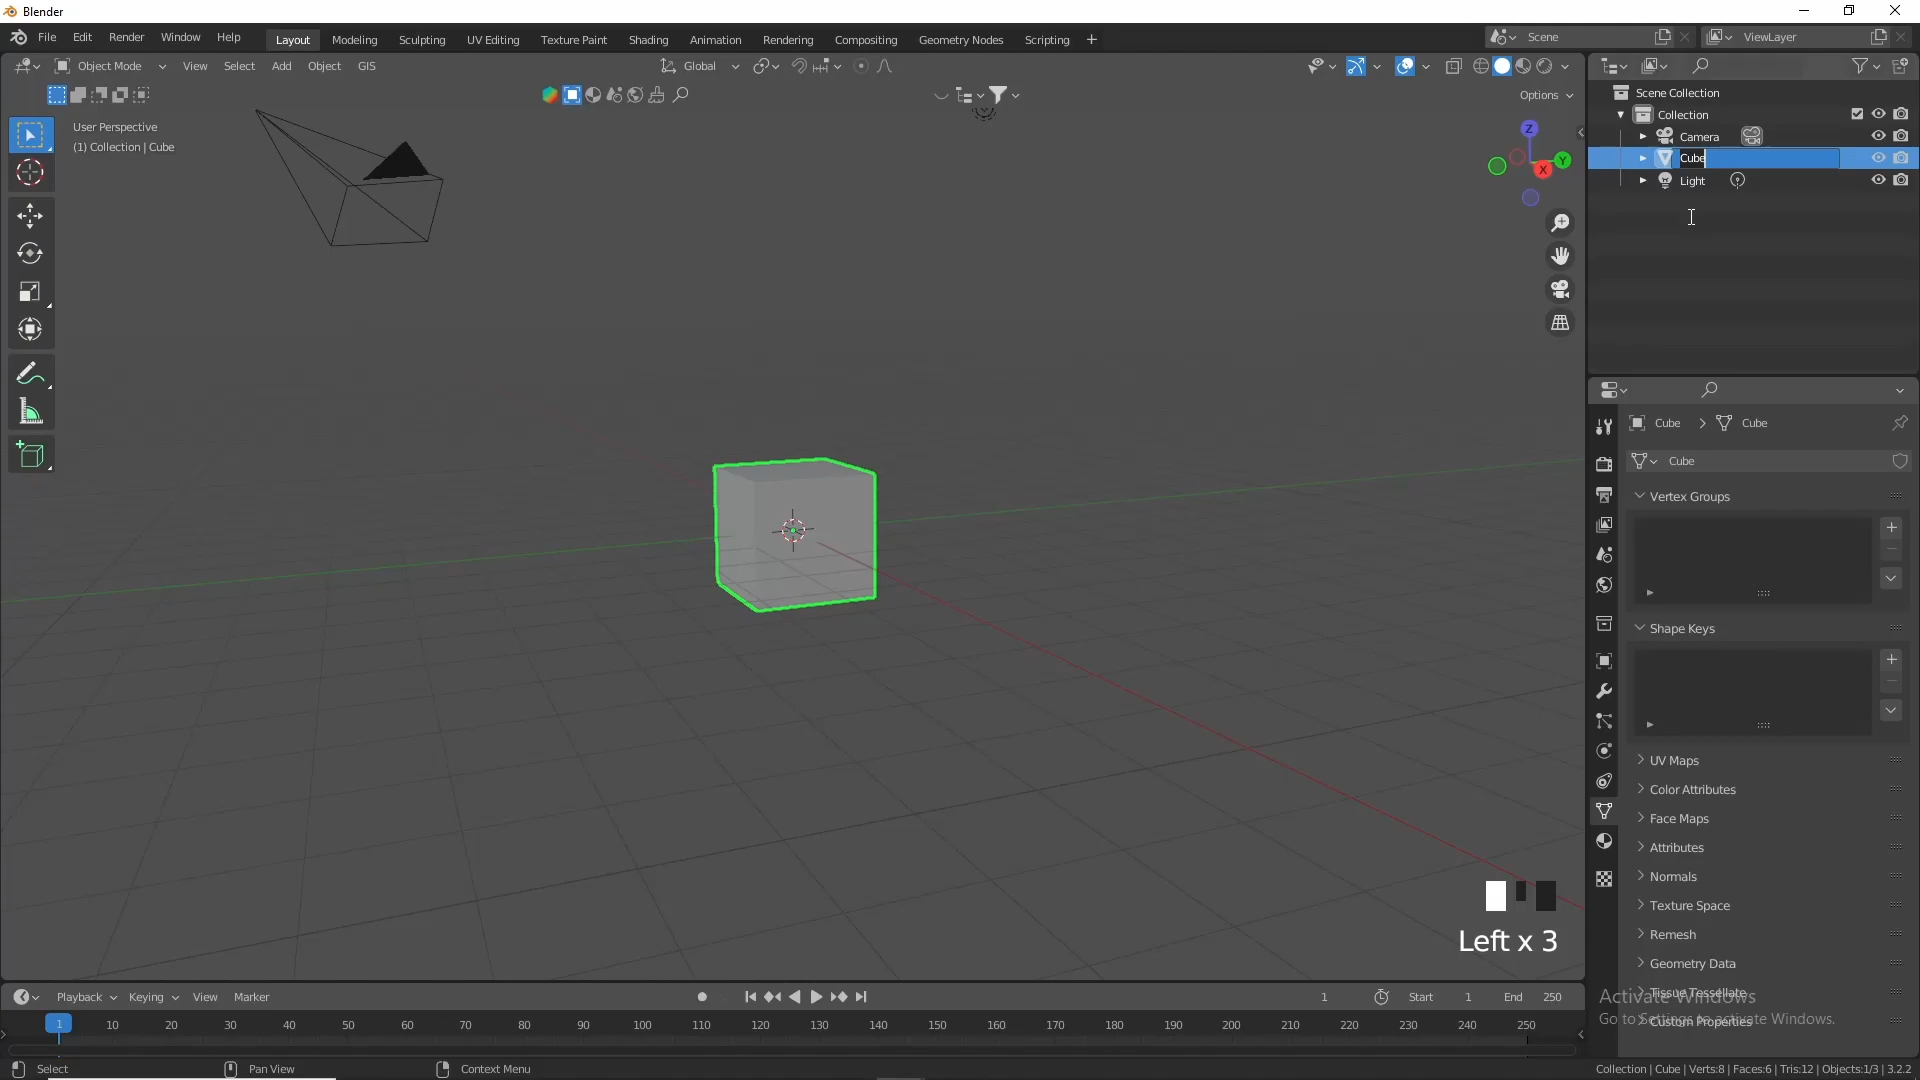 Blender
File Edit Render Window Help Layout Modeling Sculpting UV Editing Texture Paint Shading Animation Rendering Compositing Geometry Nodes Scripting + Scene ViewLayer
Object Mode View Select Add Object GIS Global
Options
User Perspective
(1) Collection | Cube
Z
Y
X
Scene Collection
Collection
Camera
Cube
Light
Cube > Cube
Cube
Vertex Groups
Shape Keys
UV Maps
Color Attributes
Face Maps
Attributes
Normals
Texture Space
Remesh
Geometry Data
Tissue Tessellate
Custom Properties
Activate Windows
Go to Settings to activate Windows.
Left x 3
Playback Keying View Marker 1 Start 1 End 250
1 10 20 30 40 50 60 70 80 90 100 110 120 130 140 150 160 170 180 190 200 210 220 230 240 250
Select Pan View Context Menu Collection | Cube | Verts:8 | Faces:6 | Tris:12 | Objects:1/3 | 3.2.2